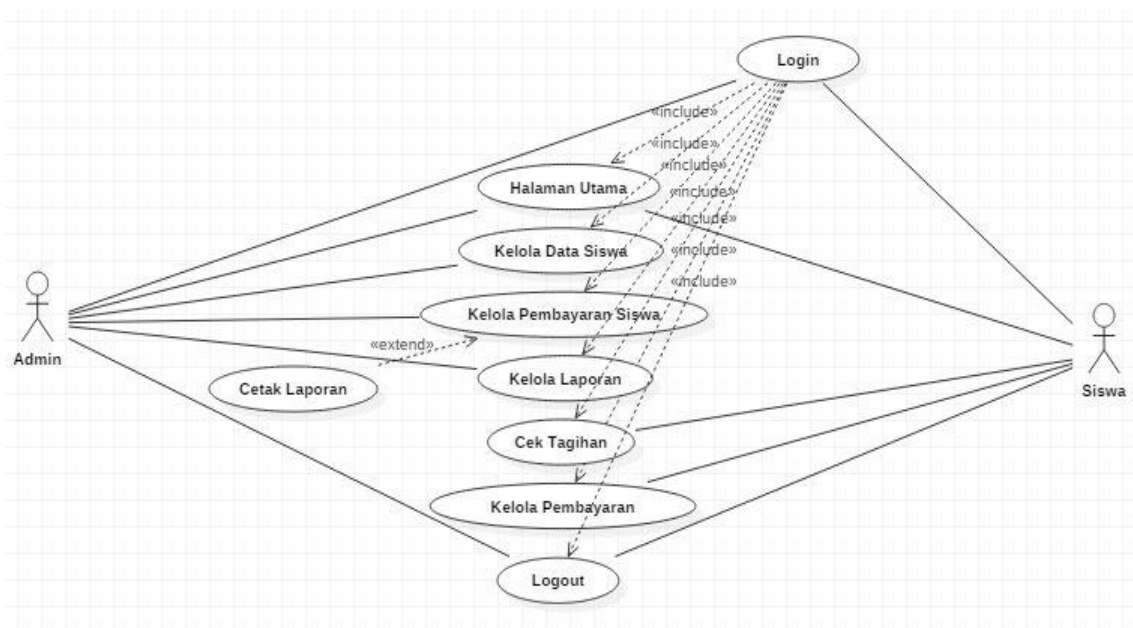 Login
«include»
«include»
«include»
Halaman Utama
«include»
«include»
Kelola Data Siswa
«include»
«include»
Kelola Pembayaran Siswa
«extend»
Admin
Kelola Laporan
Cetak Laporan
Siswa
Cek Tagihan
Kelola Pembayaran
Logout